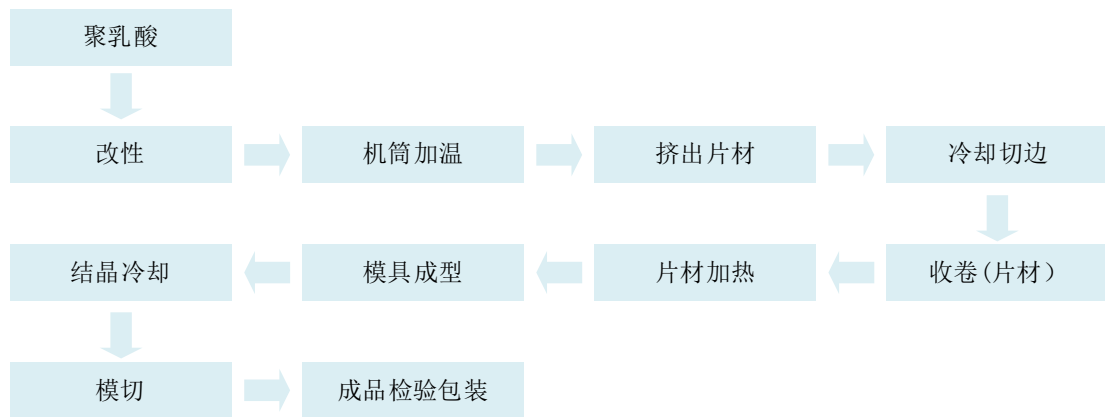 聚乳酸
改性
机筒加温
挤出片材
冷却切边
收卷(片材）
片材加热
模具成型
结晶冷却
模切
成品检验包装